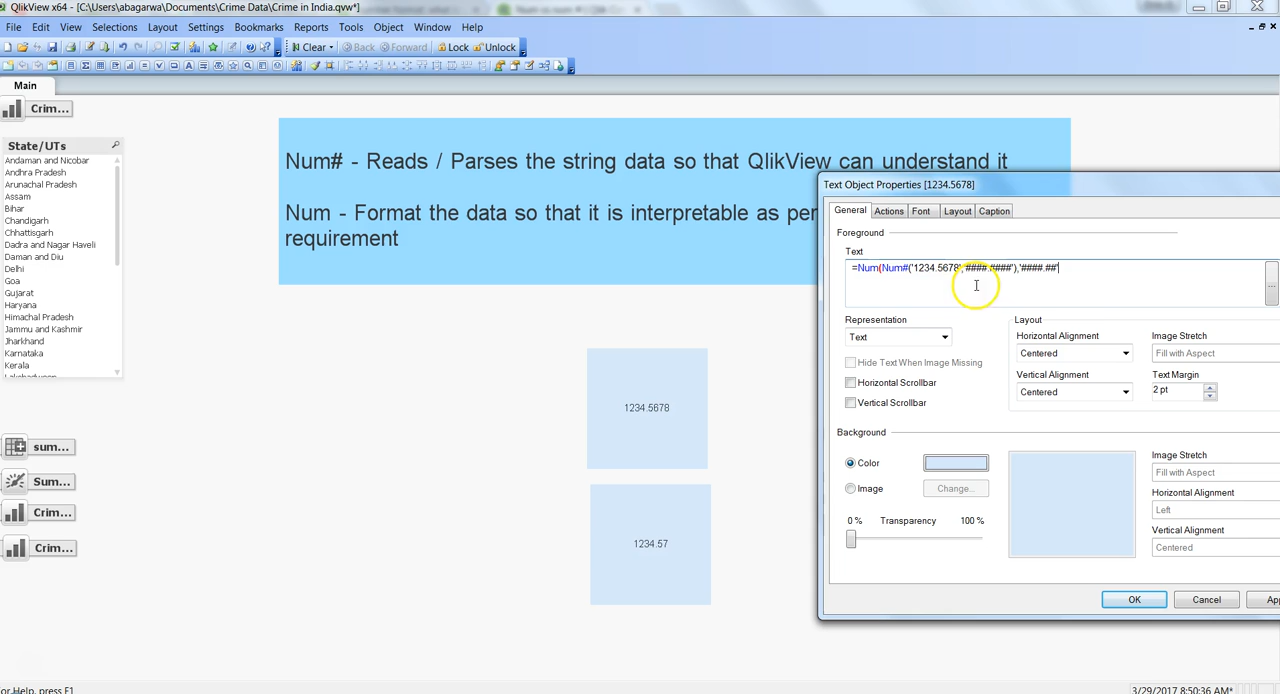 QlikView x64 - [C:\Users\abagarwa\Documents\Crime Data\Crime in India.qvw*]
File Edit View Selections Layout Settings Bookmarks Reports Tools Object Window Help
Clear Back Forward Lock Unlock
Main
Crim...
State/UTs
Andaman and Nicobar
Andhra Pradesh
Arunachal Pradesh
Assam
Bihar
Chandigarh
Chhattisgarh
Dadra and Nagar Haveli
Daman and Diu
Delhi
Goa
Gujarat
Haryana
Himachal Pradesh
Jammu and Kashmir
Jharkhand
Karnataka
Kerala
sum...
Sum...
Crim...
Crim...
Num# - Reads / Parses the string data so that QlikView can understand it
Num - Format the data so that it is interpretable as per
requirement
1234.5678
1234.57
Text Object Properties [1234.5678]
General Actions Font Layout Caption
Foreground
Text
=Num(Num#('1234.5678','####.####'),'####.##'
...
Representation
Text
Hide Text When Image Missing
Horizontal Scrollbar
Vertical Scrollbar
Layout
Horizontal Alignment
Centered
Vertical Alignment
Centered
Image Stretch
Fill with Aspect
Text Margin
2 pt
Background
Color
Image
Change...
0 % Transparency 100 %
Image Stretch
Fill with Aspect
Horizontal Alignment
Left
Vertical Alignment
Centered
OK Cancel App
or Help, press F1
3/29/2017 8:50:36 AM*